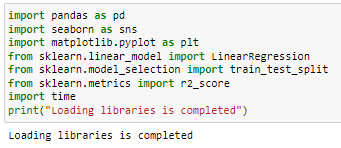 import pandas as pd
import seaborn as sns
import matplotlib.pyplot as plt
from sklearn.linear_model import LinearRegression
from sklearn.model_selection import train_test_split
from sklearn.metrics import r2_score
import time
print("Loading libraries is completed")
Loading libraries is completed